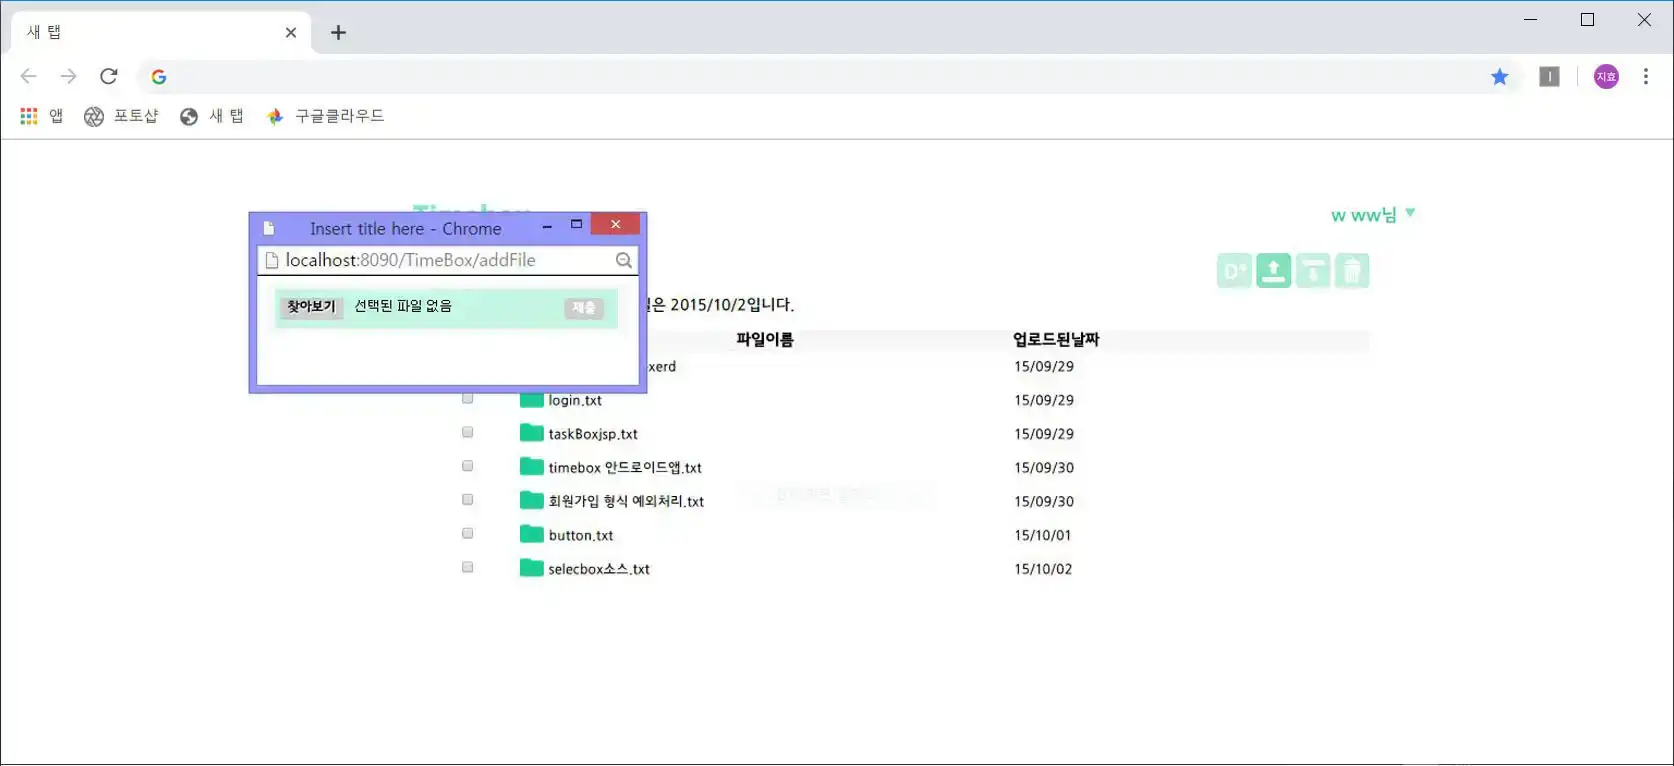 새 탭
지효
앱
포토샵
새 탭
구글클라우드
w ww님
Insert title here - Chrome
localhost:8090/TimeBox/addFile
찾아보기 선택된 파일 없음 제출
은 2015/10/2입니다.
파일이름 업로드된날짜
xerd 15/09/29
login.txt 15/09/29
taskBoxjsp.txt 15/09/29
timebox 안드로이드앱.txt 15/09/30
회원가입 형식 예외처리.txt 15/09/30
button.txt 15/10/01
selecbox소스.txt 15/10/02